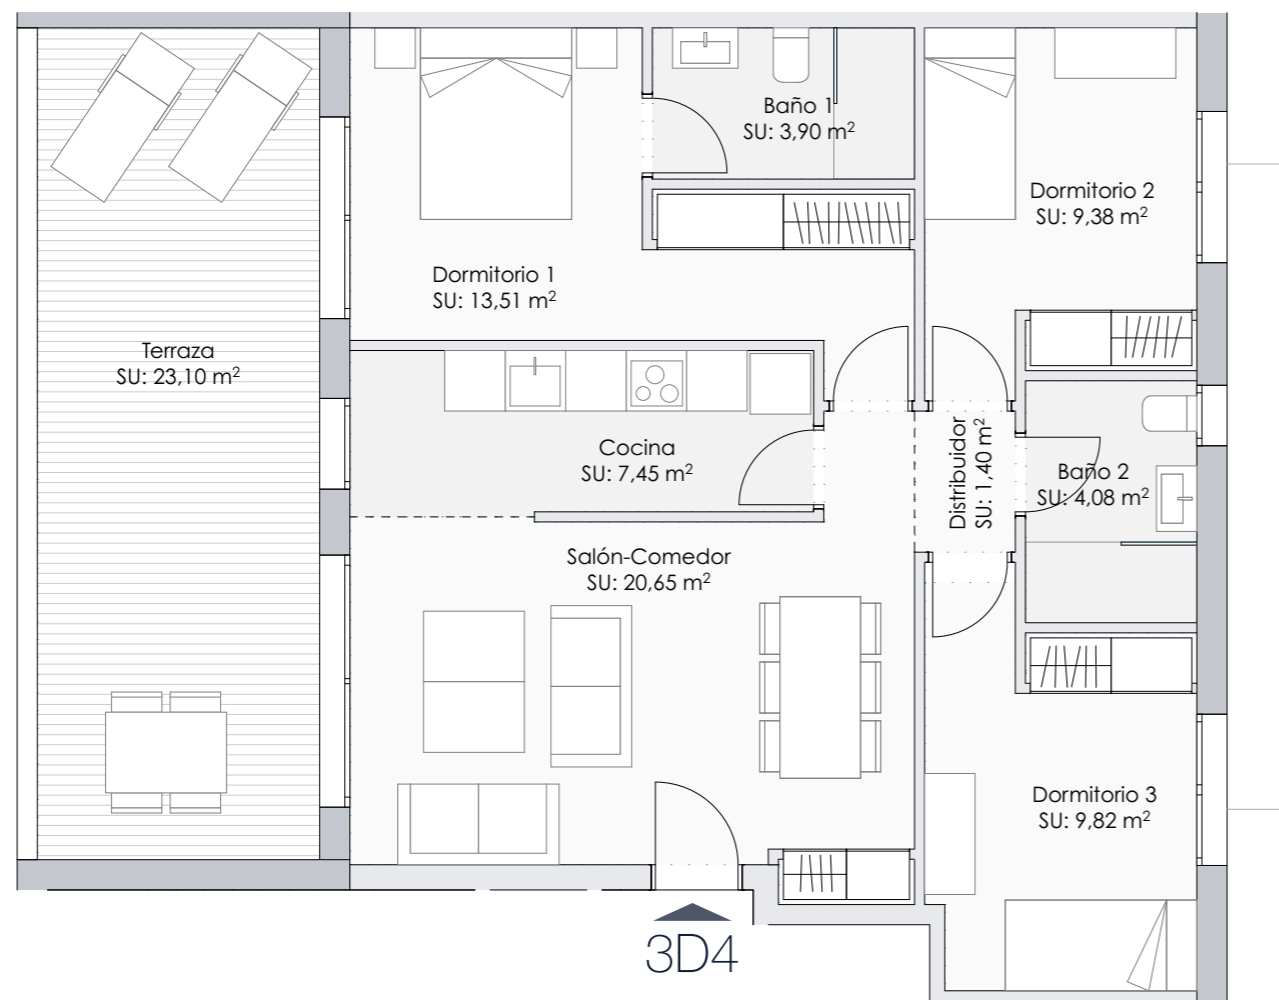 Baño 1
SU: 3,90 m²
Dormitorio 2
SU: 9,38 m²
Dormitorio 1
SU: 13,51 m²
Terraza
SU: 23,10 m²
Cocina
SU: 7,45 m²
Distribuidor
SU: 1,40 m²
Baño 2
SU: 4,08 m²
Salón-Comedor
SU: 20,65 m²
Dormitorio 3
SU: 9,82 m²
3D4